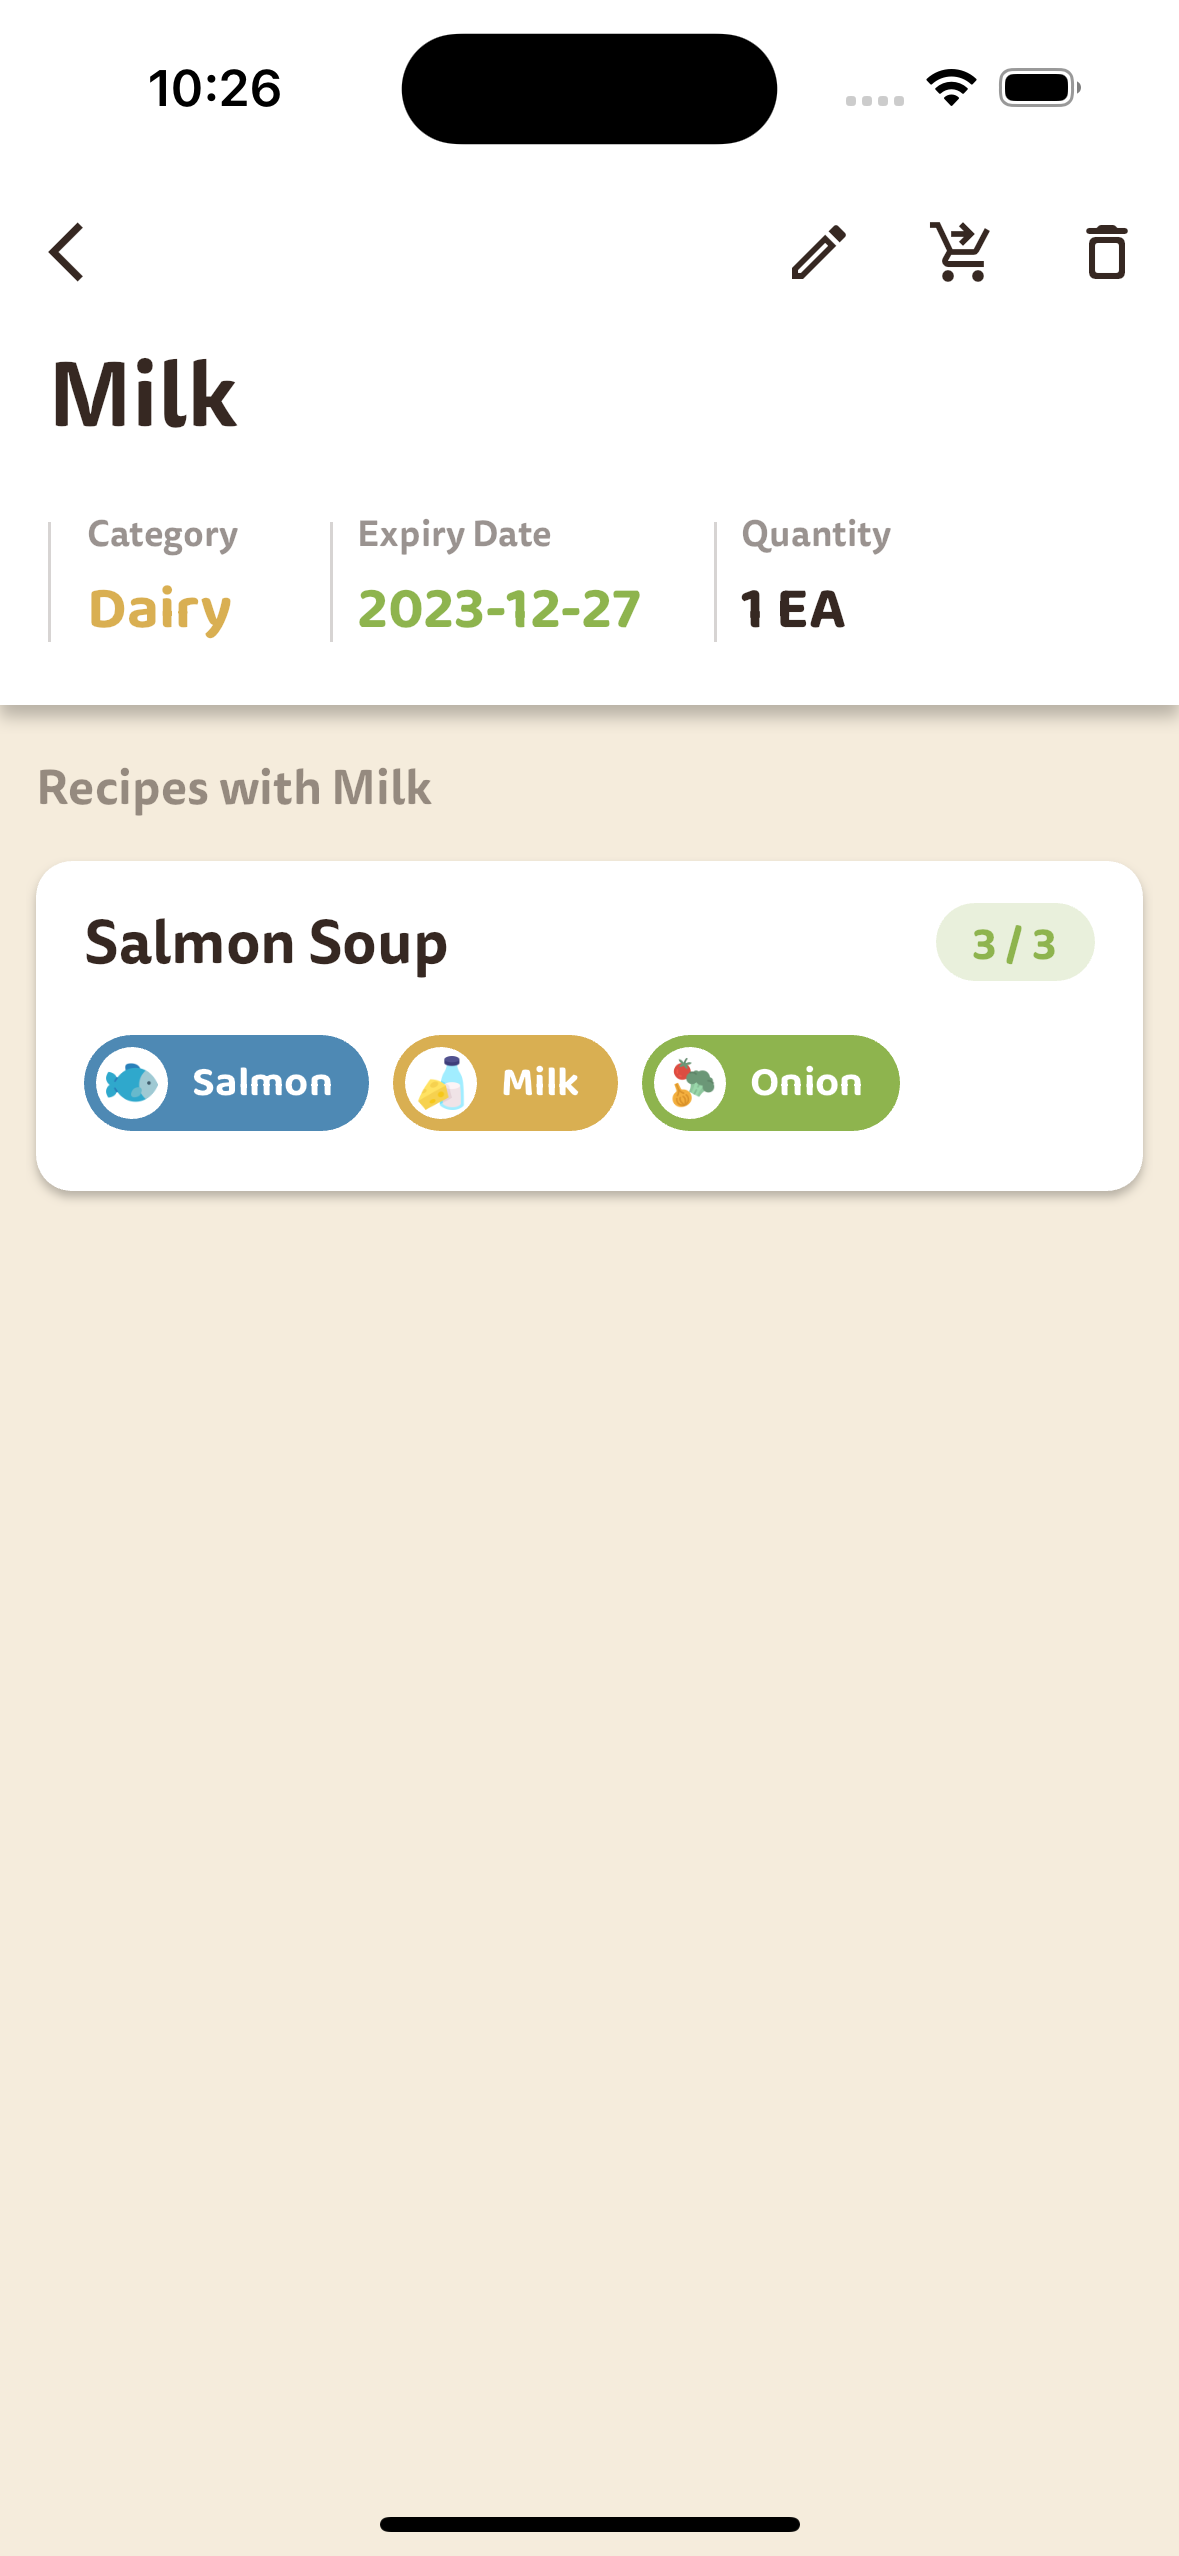 10:26
Milk
Category Expiry Date Quantity
Dairy 2023-12-27 1 EA
Recipes with Milk
Salmon Soup 3 / 3
Salmon Milk Onion